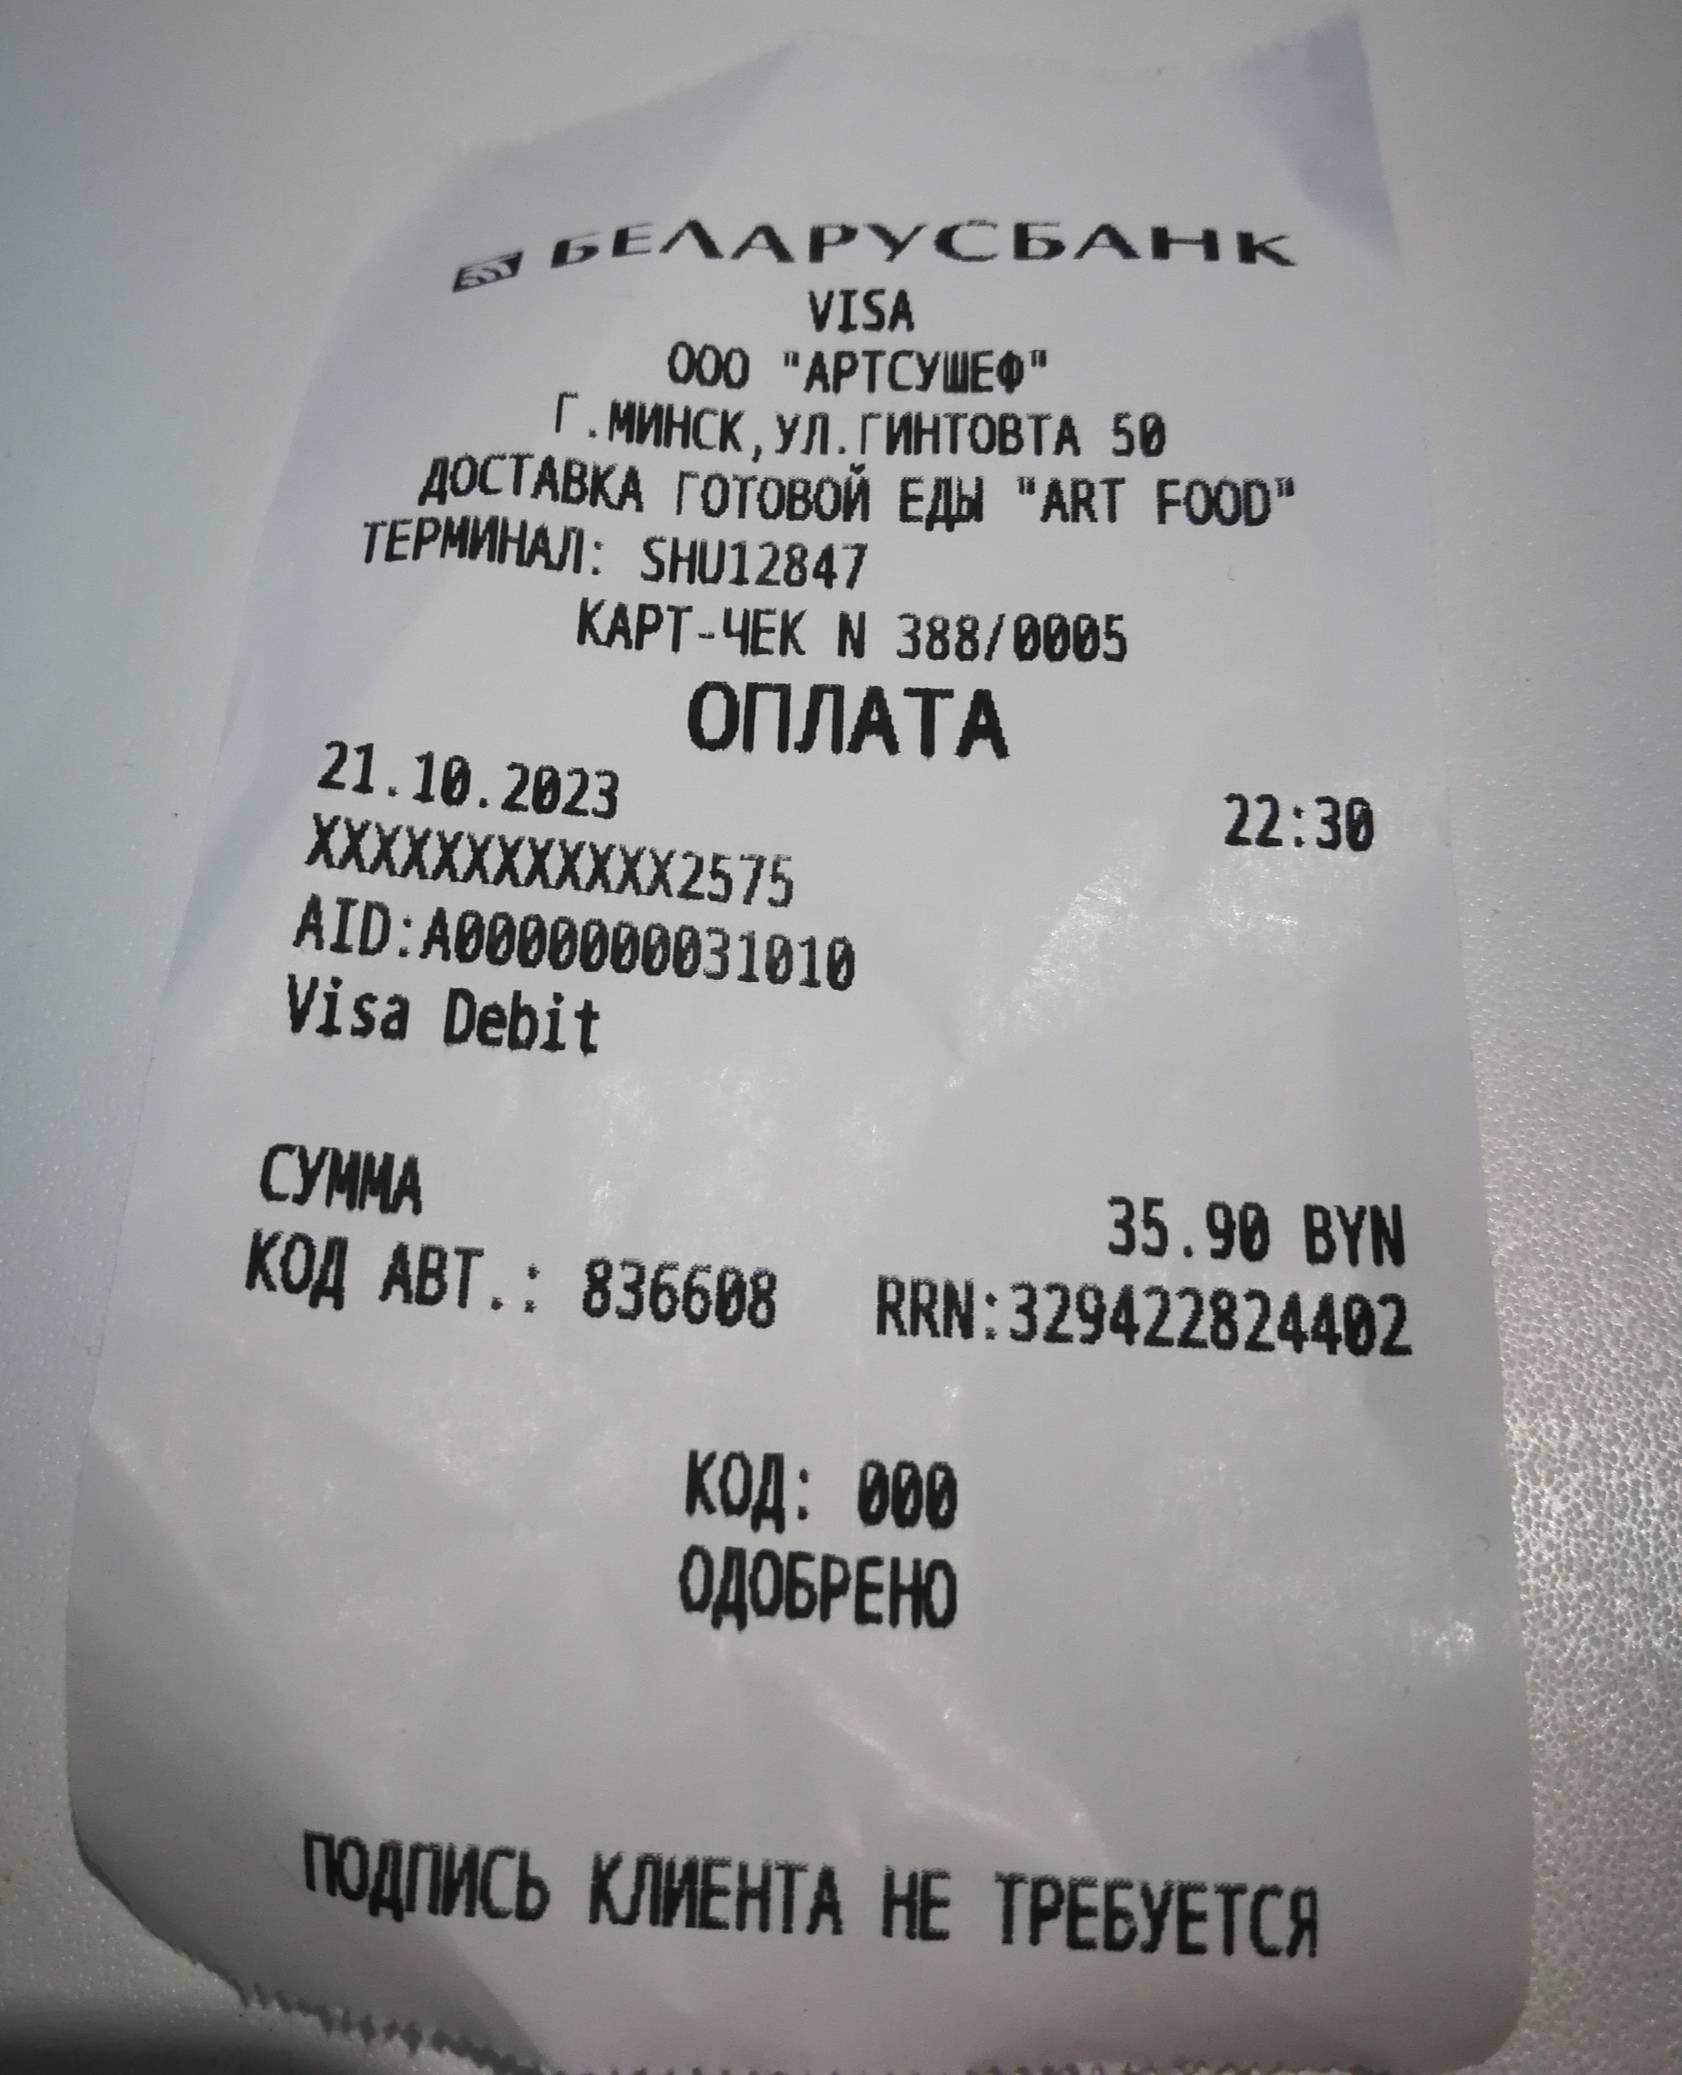 БЕЛАРУСБАНК
VISA
ООО "АРТСУШЕФ"
Г.МИНСК,УЛ.ГИНТОВТА 50
ДОСТАВКА ГОТОВОЙ ЕДЫ "ART FOOD"
ТЕРМИНАЛ: SHU12847
КАРТ-ЧЕК N 388/0005
ОПЛАТА
21.10.2023 22:30
XXXXXXXXXXXX2575
AID:A0000000031010
Visa Debit
СУММА 35.90 BYN
КОД АВТ.: 836608 RRN:329422824402
КОД: 000
ОДОБРЕНО
ПОДПИСЬ КЛИЕНТА НЕ ТРЕБУЕТСЯ